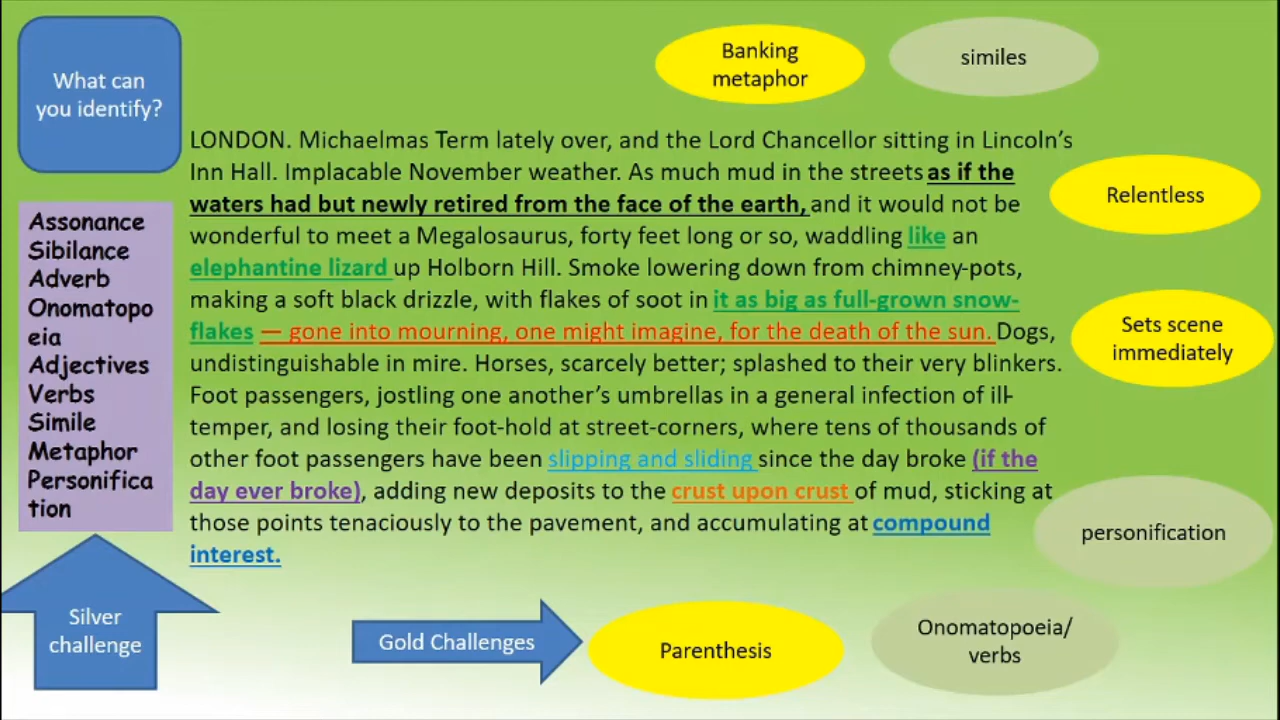 What can
you identify?
Banking
metaphor
similes
LONDON. Michaelmas Term lately over, and the Lord Chancellor sitting in Lincoln’s
Inn Hall. Implacable November weather. As much mud in the streets as if the
waters had but newly retired from the face of the earth, and it would not be
wonderful to meet a Megalosaurus, forty feet long or so, waddling like an
elephantine lizard up Holborn Hill. Smoke lowering down from chimney-pots,
making a soft black drizzle, with flakes of soot in it as big as full-grown snow-
flakes — gone into mourning, one might imagine, for the death of the sun. Dogs,
undistinguishable in mire. Horses, scarcely better; splashed to their very blinkers.
Foot passengers, jostling one another’s umbrellas in a general infection of ill-
temper, and losing their foot-hold at street-corners, where tens of thousands of
other foot passengers have been slipping and sliding since the day broke (if the
day ever broke), adding new deposits to the crust upon crust of mud, sticking at
those points tenaciously to the pavement, and accumulating at compound
interest.
Relentless
Sets scene
immediately
personification
Assonance
Sibilance
Adverb
Onomatopo
eia
Adjectives
Verbs
Simile
Metaphor
Personifica
tion
Silver
challenge
Gold Challenges
Parenthesis
Onomatopoeia/
verbs